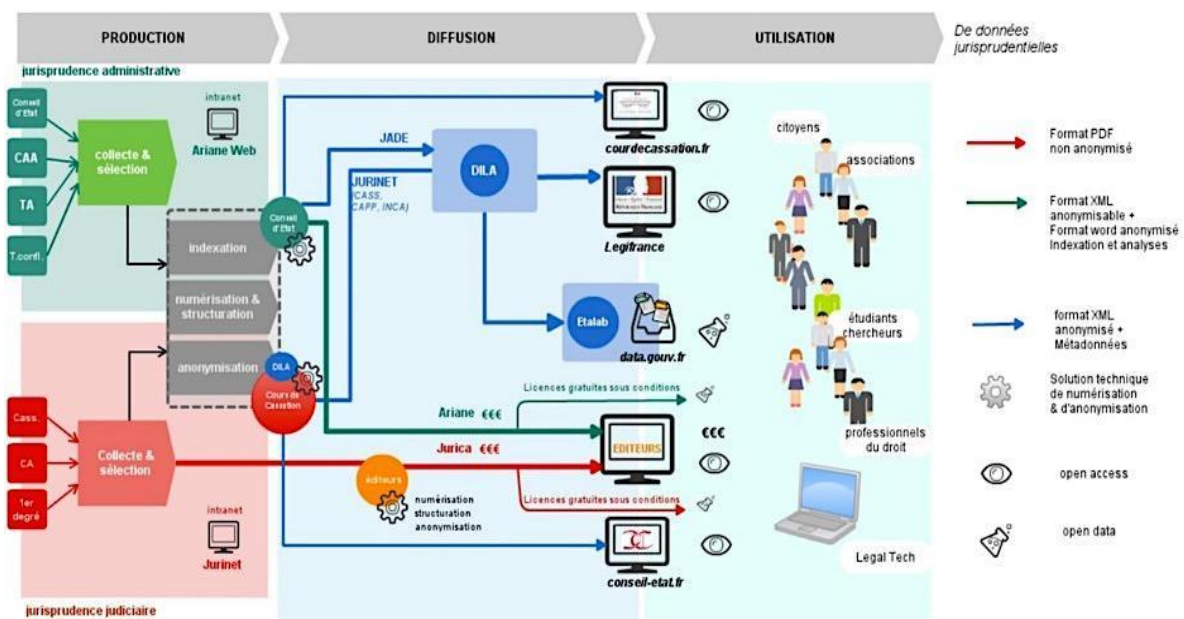 PRODUCTION
DIFFUSION
UTILISATION
De données
jurisprudentielles
jurisprudence administrative
Conseil
d'Etat
CAA
TA
T.confl.
collecte &
sélection
intranet
Ariane Web
indexation
numérisation &
structuration
anonymisation
Conseil
d'Etat
DILA
Cours de
Cassation
Cass.
CA
1er
degré
Collecte &
sélection
intranet
Jurinet
jurisprudence judiciaire
JADE
JURINET
(CASS,
CAPP, INCA)
DILA
Etalab
Ariane €€€
Jurica €€€
éditeurs
numérisation
structuration
anonymisation
Licences gratuites sous conditions
Licences gratuites sous conditions
courdecassation.fr
RÉPUBLIQUE FRANÇAISE
Legifrance
data.gouv.fr
EDITEURS
€€€
conseil-etat.fr
citoyens
associations
étudiants
chercheurs
professionnels
du droit
Legal Tech
Format PDF
non anonymisé
Format XML
anonymisable +
Format word anonymisé
Indexation et analyses
format XML
anonymisé +
Métadonnées
Solution technique
de numérisation
& d'anonymisation
open access
open data